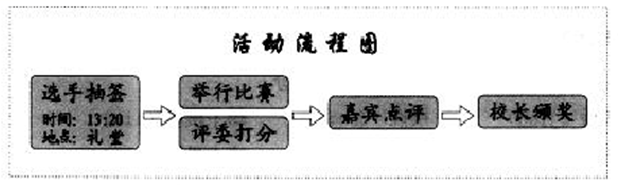 活动流程图
选手抽签
时间：13:20
地点：礼堂
举行比赛
评委打分
嘉宾点评
校长颁奖